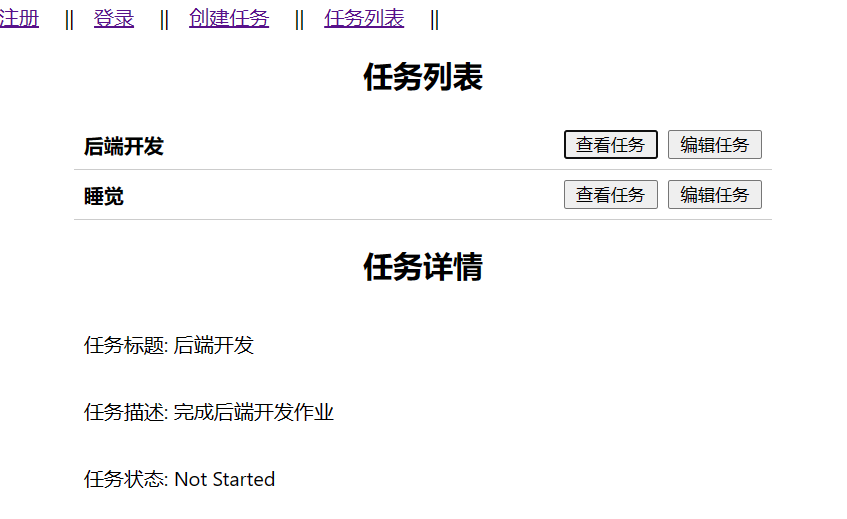 注册 || 登录 || 创建任务 || 任务列表 ||
任务列表
后端开发 查看任务 编辑任务
睡觉 查看任务 编辑任务
任务详情
任务标题: 后端开发
任务描述: 完成后端开发作业
任务状态: Not Started